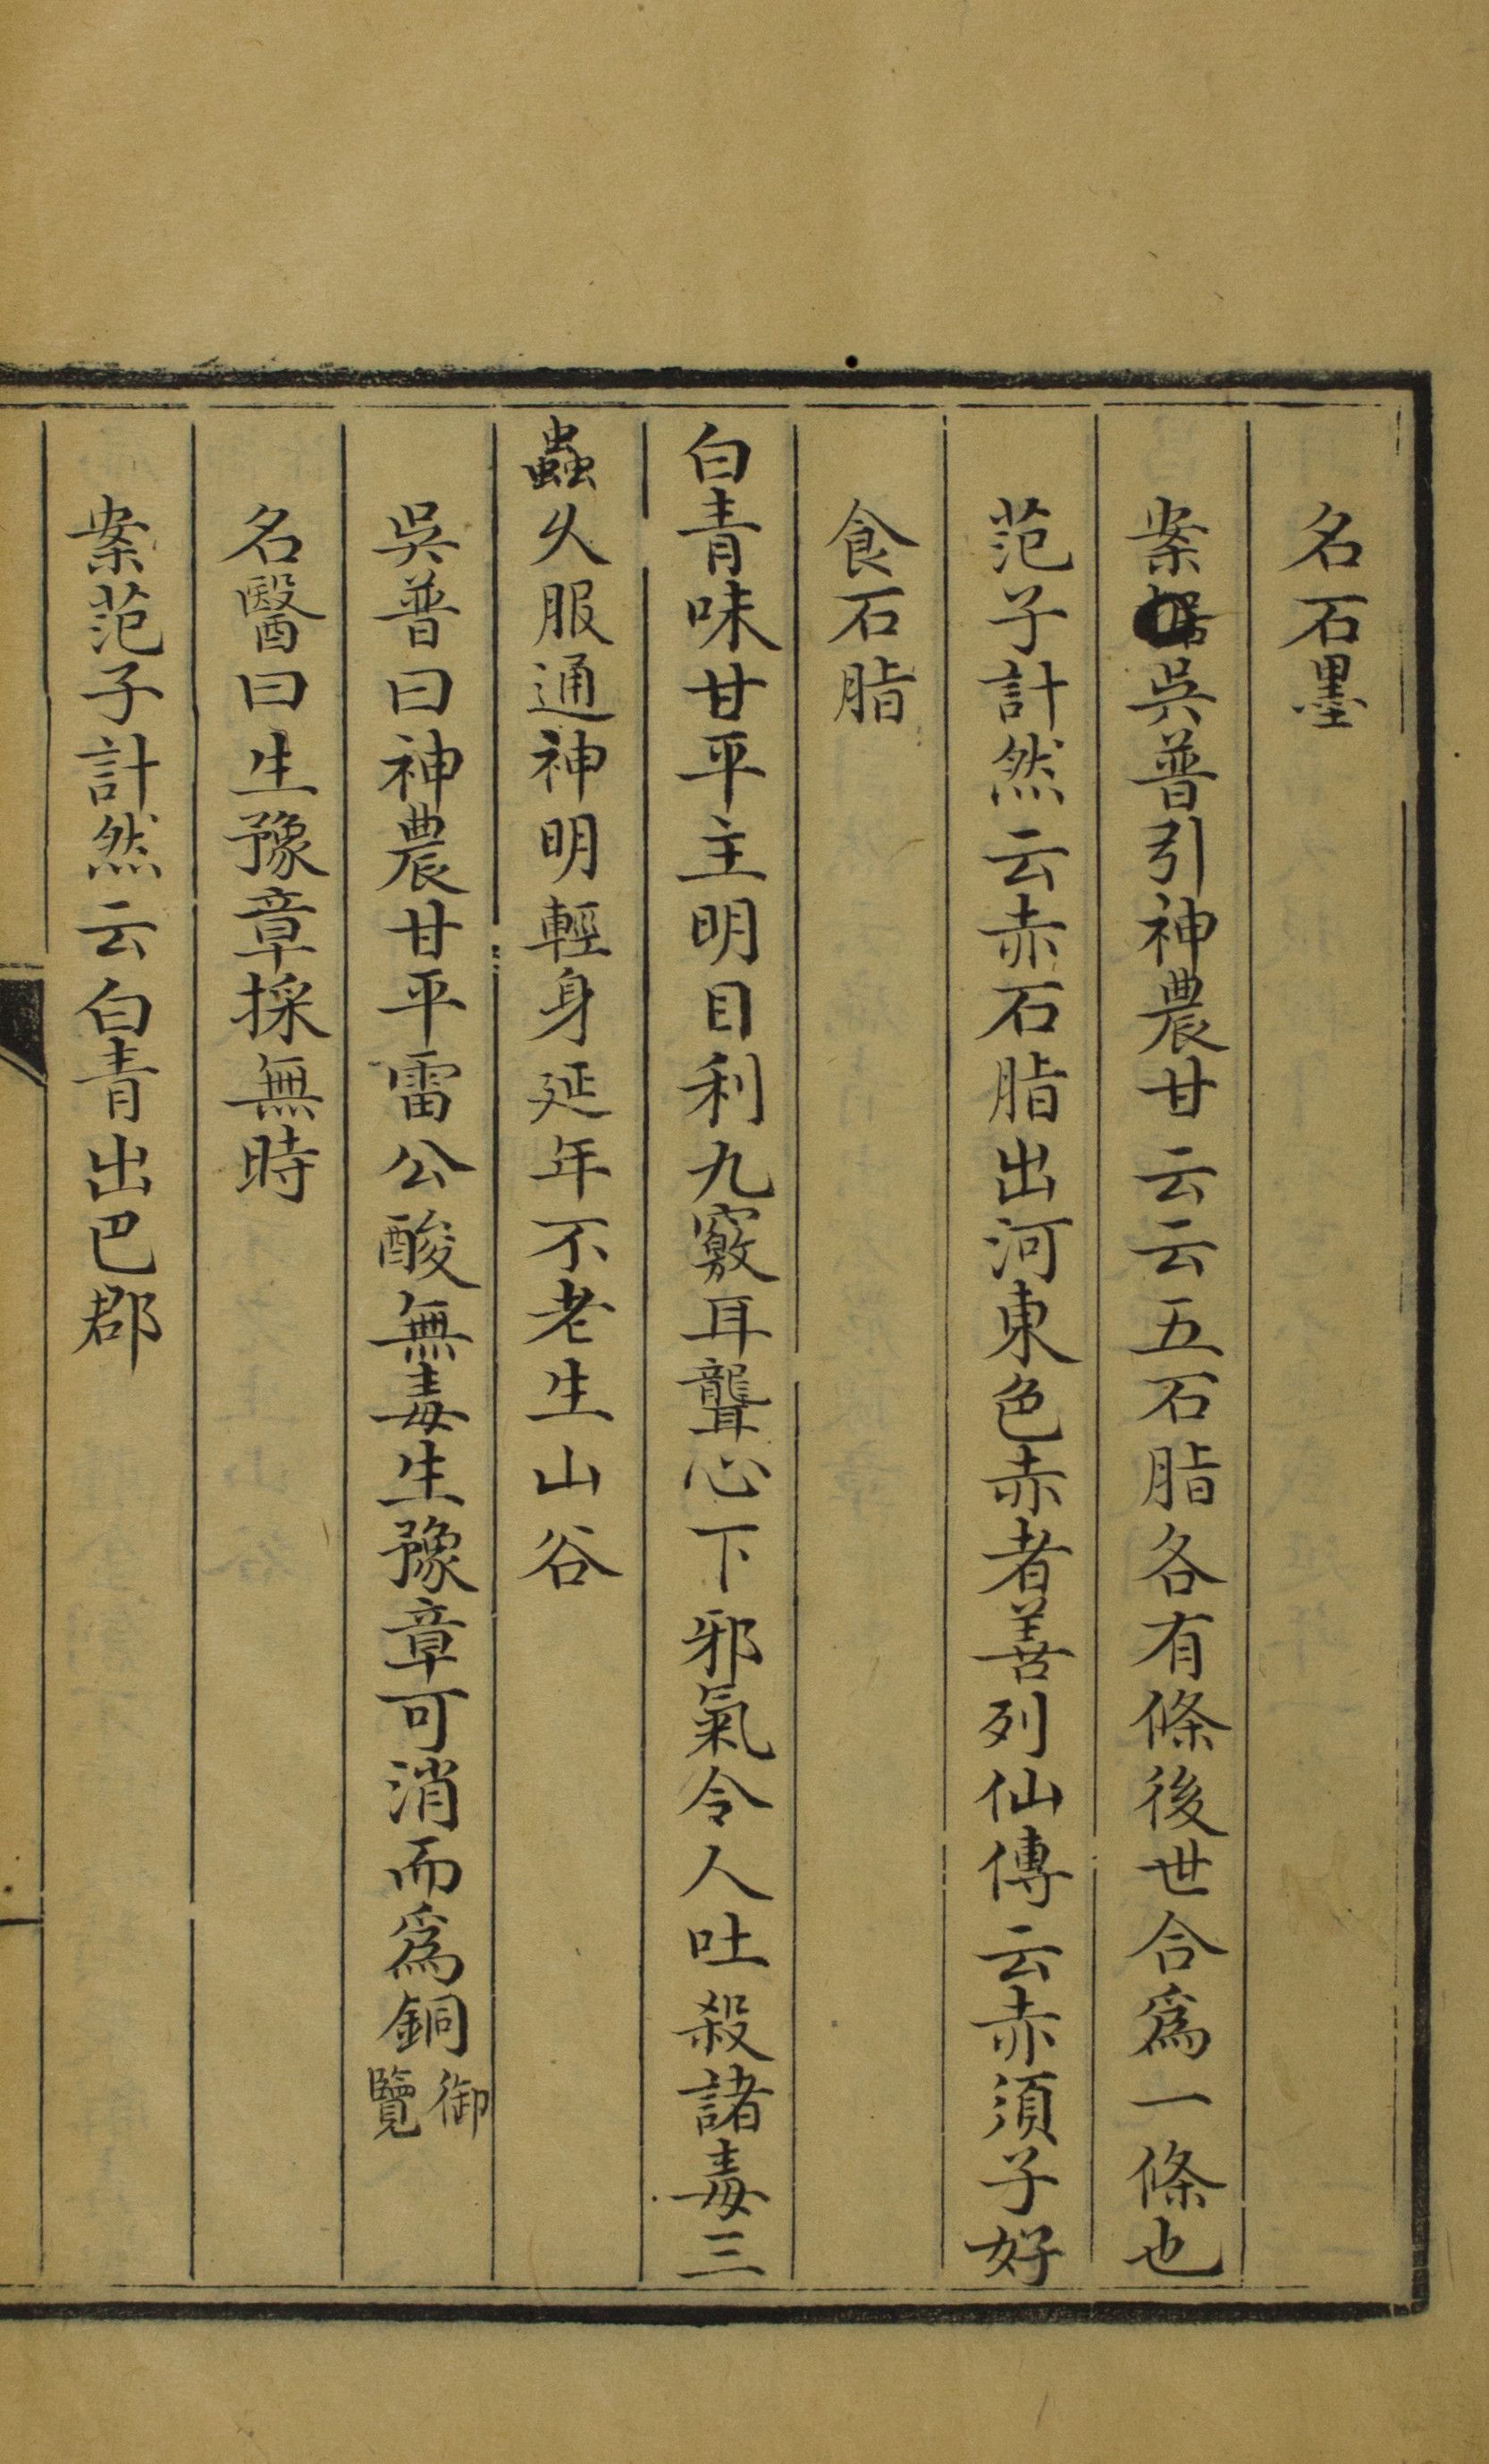 名石墨
案吳普引神農甘云云五石脂各有條後世合爲一條也
范子計然云赤石脂出河東色赤者善列仙傳云赤須子好
食石脂
白青味甘平主明目利九竅耳聾心下邪氣令人吐殺諸毒三
蟲久服通神明輕身延年不老生山谷
吳普曰神農甘平雷公酸無毒生豫章可消而爲銅御覽
名醫曰生豫章採無時
案范子計然云白青出巴郡